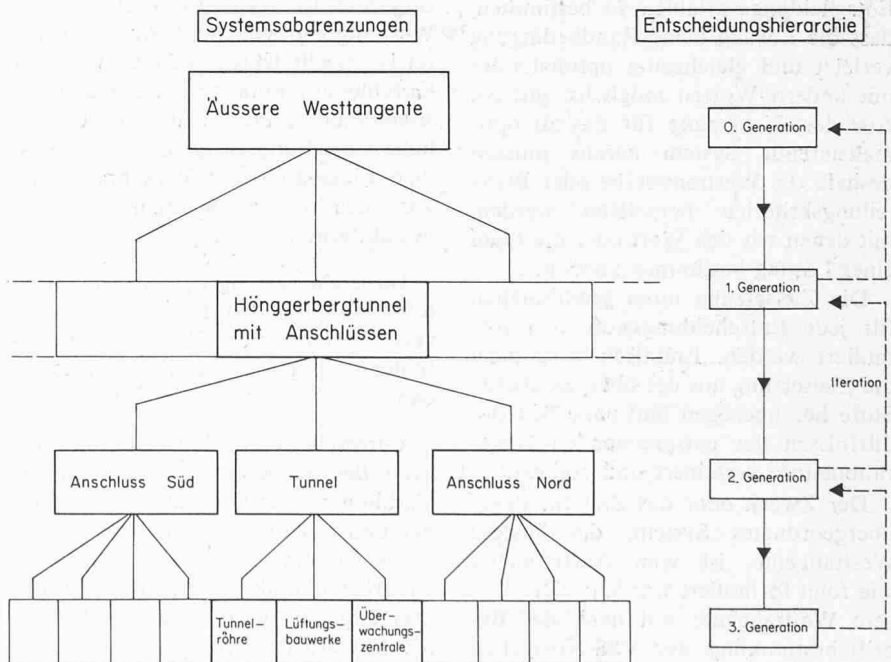 Systemsabgrenzungen
Entscheidungshierarchie
Äussere Westtangente
0. Generation
Hönggerbergtunnel
mit Anschlüssen
1. Generation
Iteration
Anschluss Süd
Tunnel
Anschluss Nord
2. Generation
Tunnel-
röhre
Lüftungs-
bauwerke
Über-
wachungs-
zentrale
3. Generation